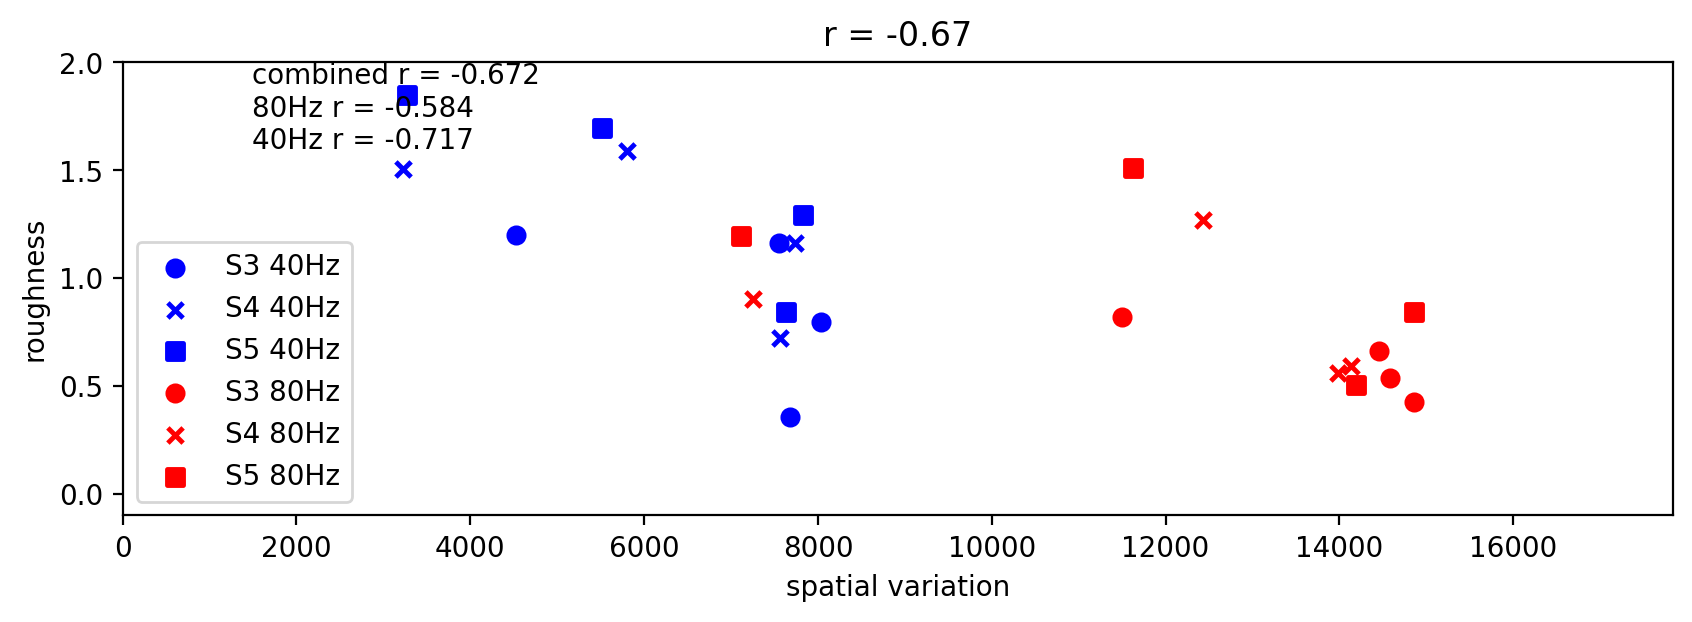 r = -0.67
combined r = -0.672
80Hz r = -0.584
40Hz r = -0.717
2.0
1.5
1.0
0.5
0.0
roughness
S3 40Hz
S4 40Hz
S5 40Hz
S3 80Hz
S4 80Hz
S5 80Hz
0 2000 4000 6000 8000 10000 12000 14000 16000
spatial variation